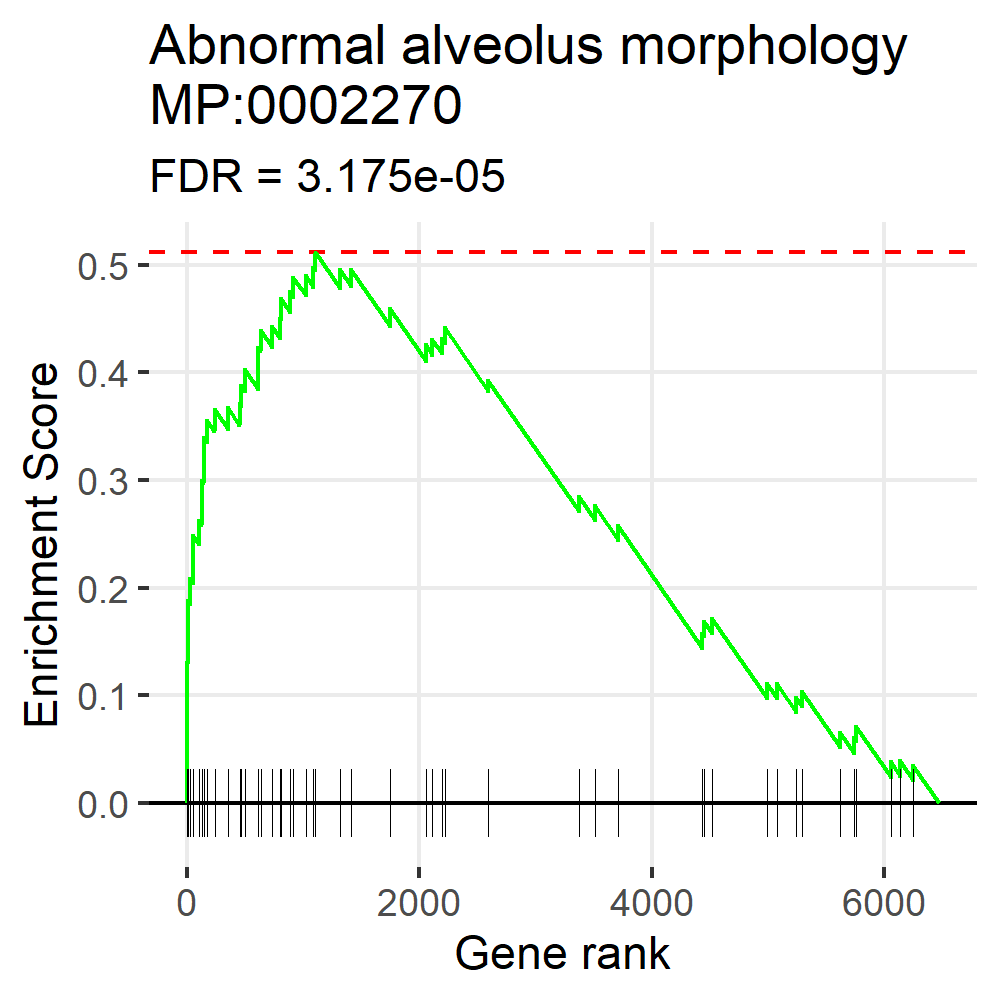 Abnormal alveolus morphology
MP:0002270
FDR = 3.175e-05
Enrichment Score
0.5
0.4
0.3
0.2
0.1
0.0
0 2000 4000 6000
Gene rank